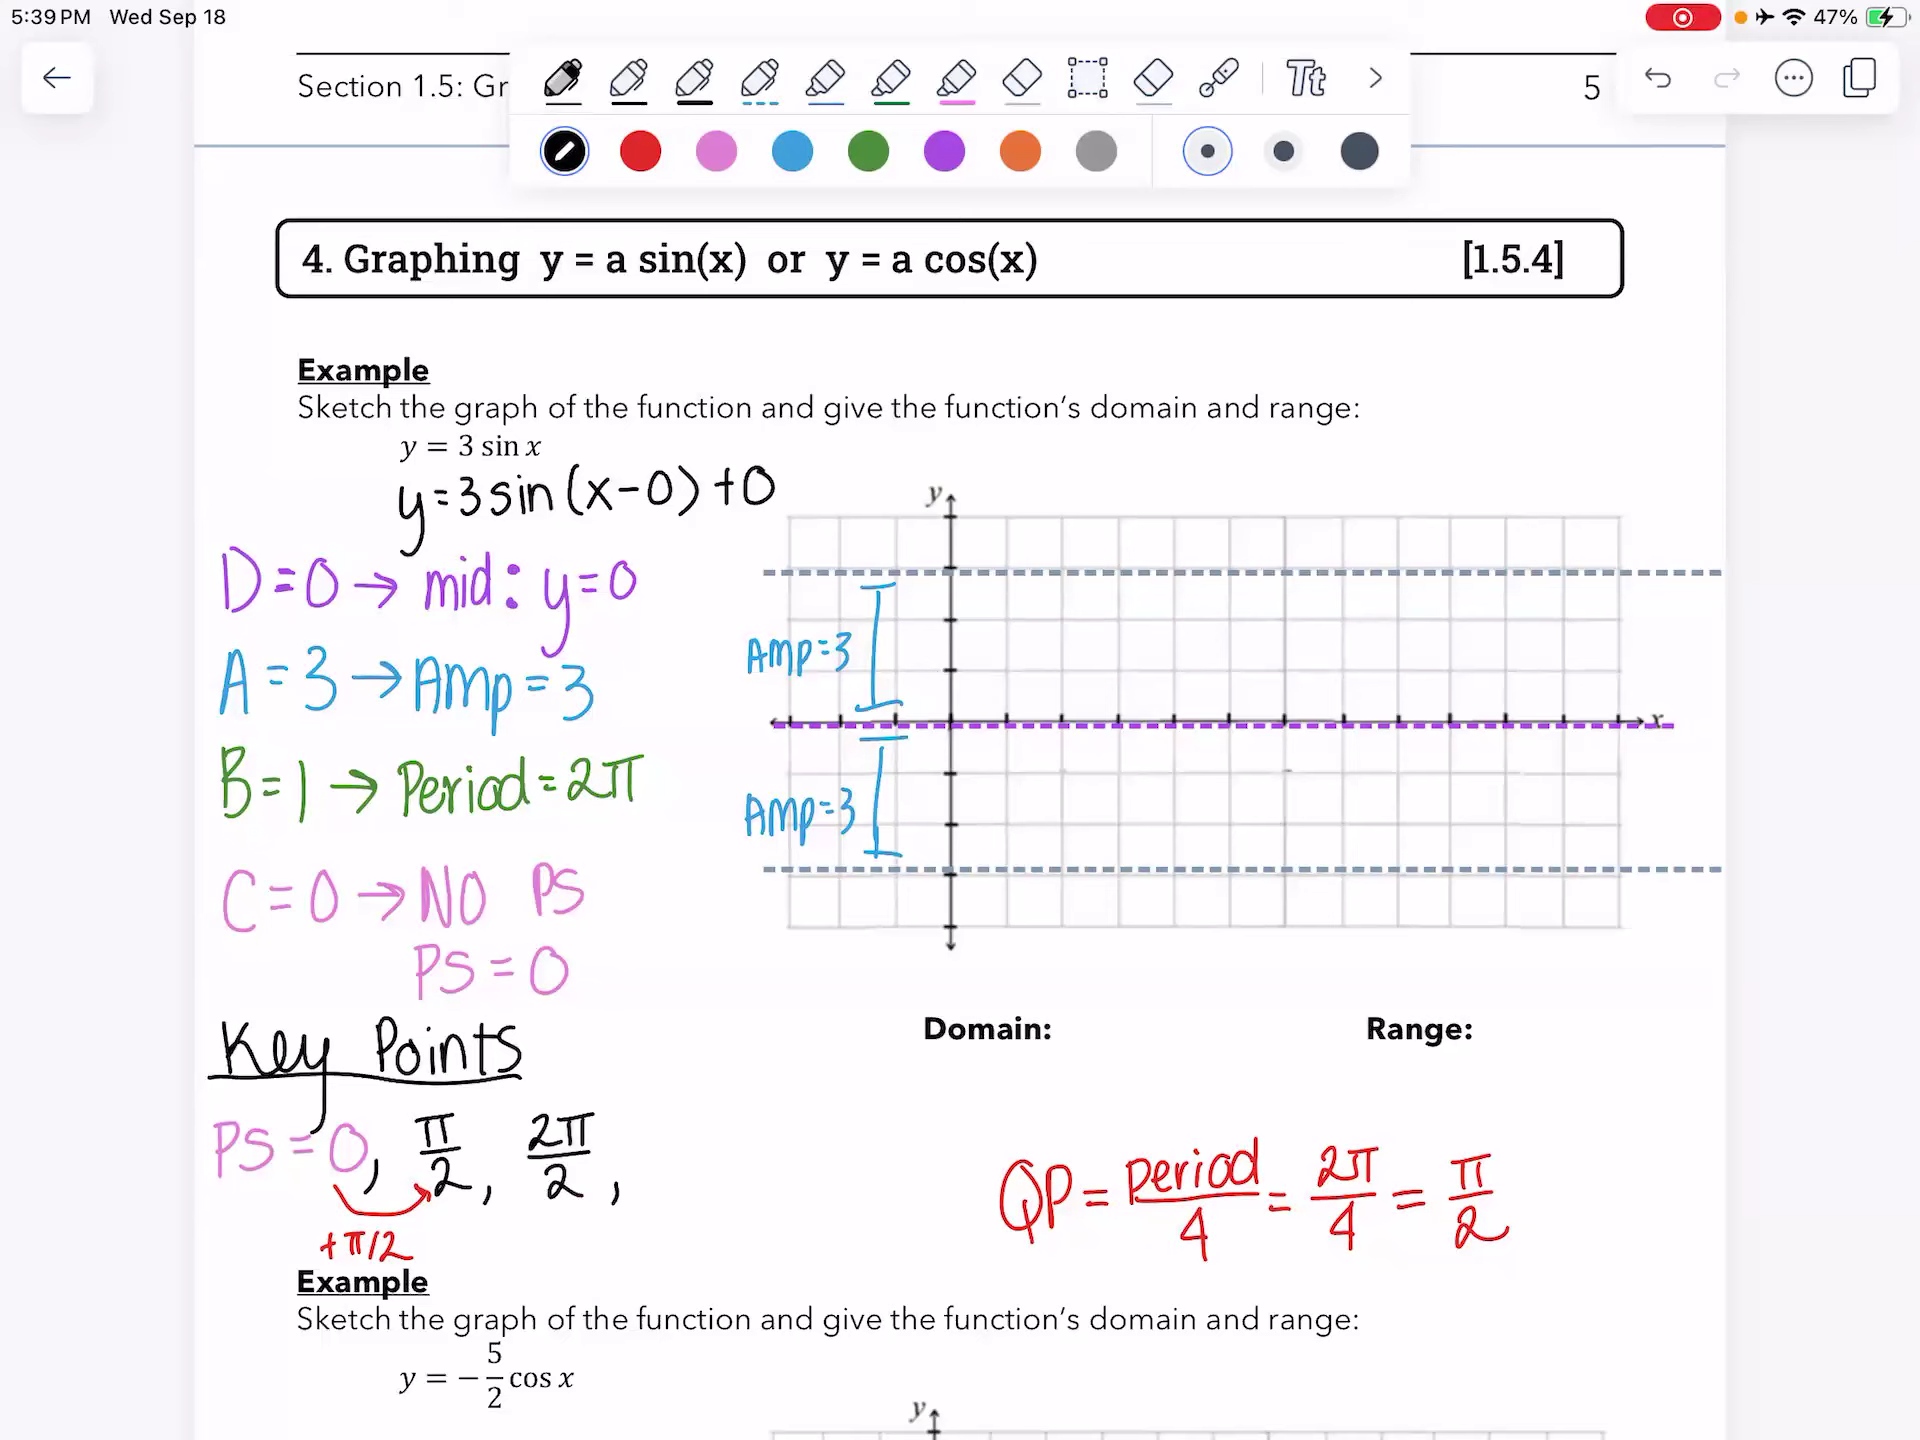 5:39 PM Wed Sep 18
47%
Section 1.5: Gr
Tt
5
4. Graphing y = a sin(x) or y = a cos(x) [1.5.4]
Example
Sketch the graph of the function and give the function's domain and range:
y = 3 sin x
y=3sin(x-0)+0
D=0→ mid: y=0
A=3→Amp=3
B=1→Period=2π
C=0→NO PS
PS=0
y
Amp=3
x
Amp=3
Domain: Range:
Key Points
PS=0, π/2, 2π/2,
+π/2
QP = period/4 = 2π/4 = π/2
Example
Sketch the graph of the function and give the function's domain and range:
y = −5/2 cos x
y